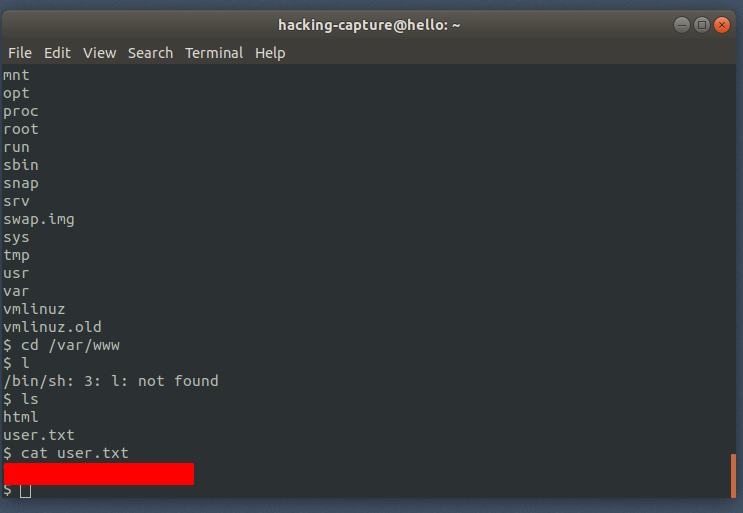 hacking-capture@hello: ~
File Edit View Search Terminal Help
mnt
opt
proc
root
run
sbin
snap
srv
swap.img
sys
tmp
usr
var
vmlinuz
vmlinuz.old
$ cd /var/www
$ l
/bin/sh: 3: l: not found
$ ls
html
user.txt
$ cat user.txt
$